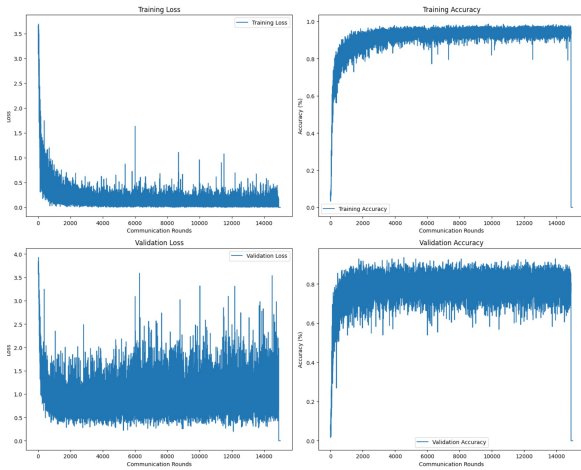 Training Loss
3.5
3.0
2.5
2.0
1.5
1.0
0.5
0.0
Loss
Training Loss
0 2000 4000 6000 8000 10000 12000 14000
Communication Rounds
Training Accuracy
1.0
0.8
0.6
0.4
0.2
0.0
Accuracy (%)
Training Accuracy
0 2000 4000 6000 8000 10000 12000 14000
Communication Rounds
Validation Loss
4.0
3.5
3.0
2.5
2.0
1.5
1.0
0.5
0.0
Loss
Validation Loss
0 2000 4000 6000 8000 10000 12000 14000
Communication Rounds
Validation Accuracy
0.8
0.6
0.4
0.2
0.0
Accuracy (%)
Validation Accuracy
0 2000 4000 6000 8000 10000 12000 14000
Communication Rounds